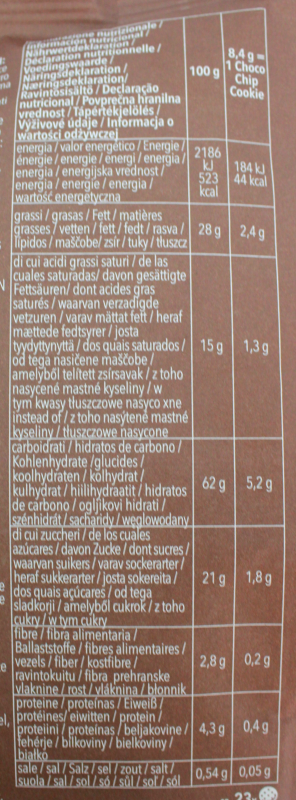 informacion nutricional /
Nährwertdeklaration /
Déclaration nutritionnelle /
Voedingswaarde /
Näringsdeklaration /
Næringsdeklaration/
Ravintosisältö / Declaração
nutricional / Povprečna hranilna
vrednost / Tápértékjelölés /
Výživové údaje / Informacja o
wartości odżywczej
100 g
8,4 g =
1 Choco
Chip
Cookie
energia / valor energético / Energie /
énergie / energie / energi / energia /
energia / energijska vrednost /
energia / energie / energia /
wartość energetyczna
2186
kJ
523
kcal
184 kJ
44 kcal
grassi / grasas / Fett / matières
grasses / vetten / fett / fedt / rasva /
lípidos / maščobe/ zsír / tuky / tłuszcz
28 g
2,4 g
di cui acidi grassi saturi / de las
cuales saturadas/ davon gesättigte
Fettsäuren/ dont acides gras
saturés / waarvan verzadigde
vetzuren / varav mättat fett / heraf
mættede fedtsyrer / josta
tyydyttynyttä / dos quais saturados /
od tega nasičene maščobe /
amelyből telített zsírsavak / z toho
nasycené mastné kyseliny / w
tym kwasy tłuszczowe nasyco xne
instead of / z toho nasýtené mastné
kyseliny / tłuszczowe nasycone
15 g
1,3 g
carboidrati / hidratos de carbono /
Kohlenhydrate /glucides /
koolhydraten / kolhydrat /
kulhydrat / hiilihydraatit / hidratos
de carbono / ogljikovi hidrati /
szénhidrát / sacharidy / węglowodany
62 g
5,2 g
di cui zuccheri / de los cuales
azúcares / davon Zucke / dont sucres /
waarvan suikers / varav sockerarter /
heraf sukkerarter / josta sokereita /
dos quais açúcares / od tega
sladkorji / amelyből cukrok / z toho
cukry / w tym cukry
21 g
1,8 g
fibre / fibra alimentaria /
Ballaststoffe / fibres alimentaires /
vezels / fiber / kostfibre /
ravintokuitu / fibra prehranske
vlaknine / rost / vláknina / błonnik
2,8 g
0,2 g
proteine / proteínas / Eiweiß /
protéines/ eiwitten / protein /
proteiini / proteínas / beljakovine /
fehérje / bílkoviny / bielkoviny /
białko
4,3 g
0,4 g
sale / sal / Salz / sel / zout / salt /
suola / sal / sol / só / sůl / soľ / sól
0,54 g
0,05 g